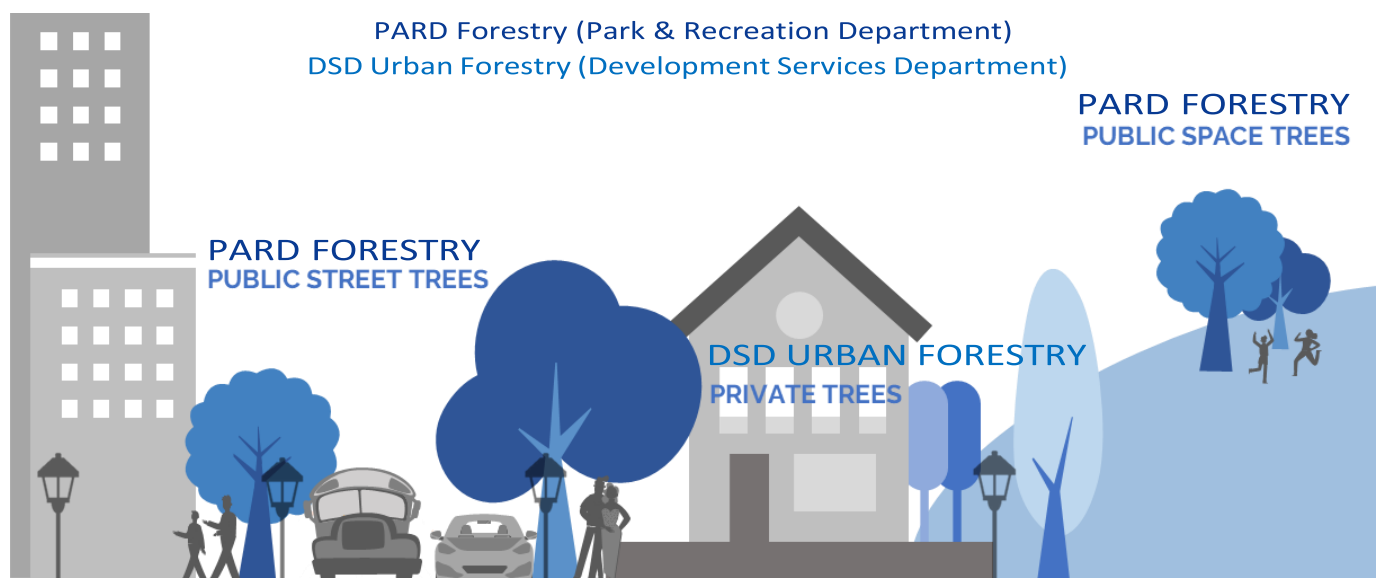 PARD Forestry (Park & Recreation Department)
DSD Urban Forestry (Development Services Department)
PARD FORESTRY
PUBLIC SPACE TREES
PARD FORESTRY
PUBLIC STREET TREES
DSD URBAN FORESTRY
PRIVATE TREES